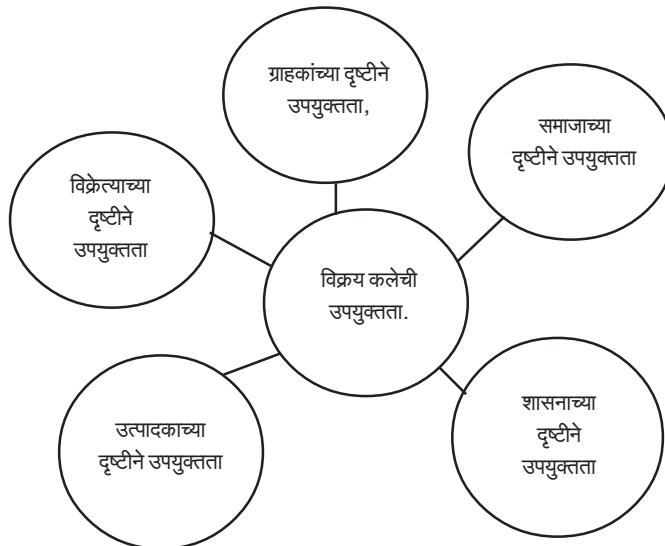 ग्राहकांच्या दृष्टीने
उपयुक्तता,
समाजाच्या
दृष्टीने उपयुक्तता
विक्रेत्याच्या
दृष्टीने
उपयुक्तता
विक्रय कलेची
उपयुक्तता.
उत्पादकाच्या
दृष्टीने उपयुक्तता
शासनाच्या
दृष्टीने
उपयुक्तता